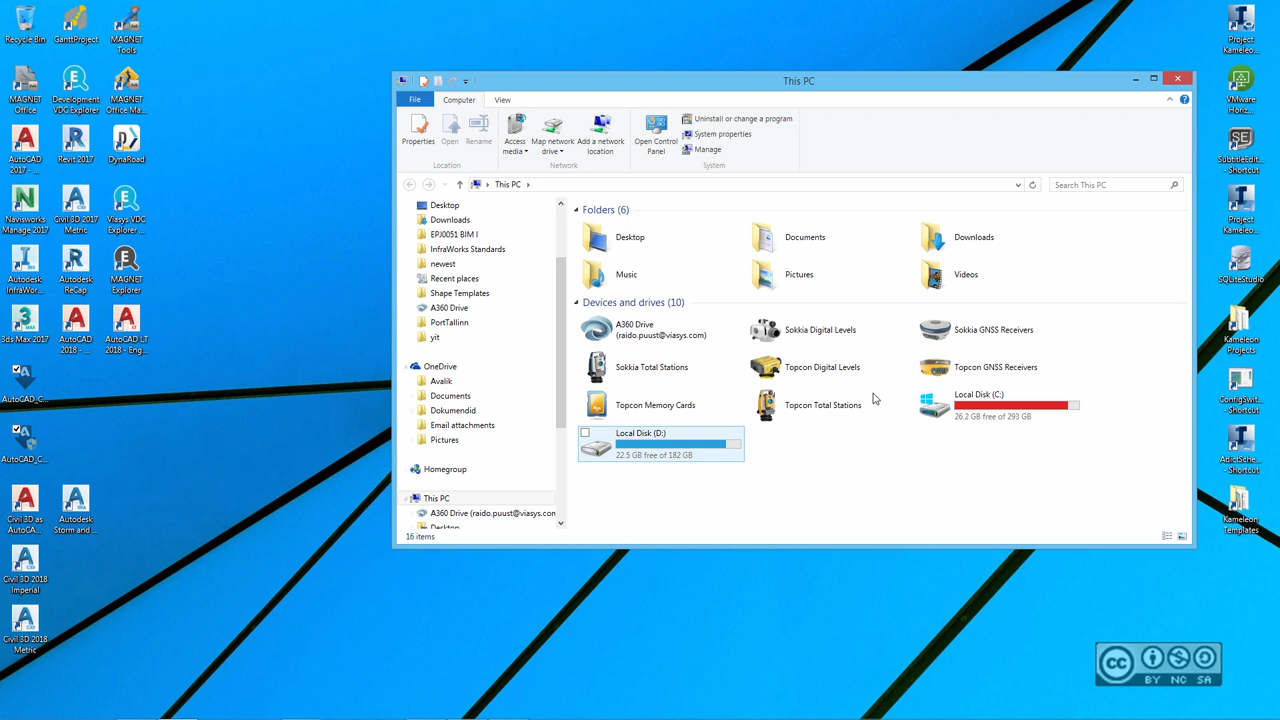 Recycle Bin
GanttProject
MAGNET
Tools
MAGNET
Office
Development
VDC Explorer
MAGNET
Office Ma...
AutoCAD
2017 - ...
Revit 2017
DynaRoad
Navisworks
Manage 2017
Civil 3D 2017
Metric
Viasys VDC
Explorer ...
Autodesk
InfraWor...
Autodesk
ReCap
MAGNET
Explorer
3ds Max 2017
AutoCAD
2018 - ...
AutoCAD LT
2018 - Eng...
AutoCAD_C...
AutoCAD_C...
Civil 3D as
AutoCA...
Autodesk
Storm and ...
Civil 3D 2018
Imperial
Civil 3D 2018
Metric
This PC
File
Computer
View
Properties
Open
Rename
Location
Access
media
Map network
drive
Add a network
location
Network
Open Control
Panel
Uninstall or change a program
System properties
Manage
System
This PC
Search This PC
Desktop
Downloads
EPJ0051 BIM I
InfraWorks Standards
newest
Recent places
Shape Templates
A360 Drive
PortTallinn
yit
OneDrive
Avalik
Documents
Dokumendid
Email attachments
Pictures
Homegroup
This PC
A360 Drive (raido.puust@viasys.com
Desktop
Folders (6)
Desktop
Documents
Downloads
Music
Pictures
Videos
Devices and drives (10)
A360 Drive
(raido.puust@viasys.com)
Sokkia Digital Levels
Sokkia GNSS Receivers
Sokkia Total Stations
Topcon Digital Levels
Topcon GNSS Receivers
Topcon Memory Cards
Topcon Total Stations
Local Disk (C:)
26.2 GB free of 293 GB
Local Disk (D:)
22.5 GB free of 182 GB
16 items
Project
Kameleo...
VMware
Horiz...
SubtitleEdit...
- Shortcut
Project
Kameleo...
SQLiteStudio
Kameleon
Projects
ConfigSwit...
- Shortcut
AdictSche...
- Shortcut
Kameleon
Templates
cc
BY NC SA